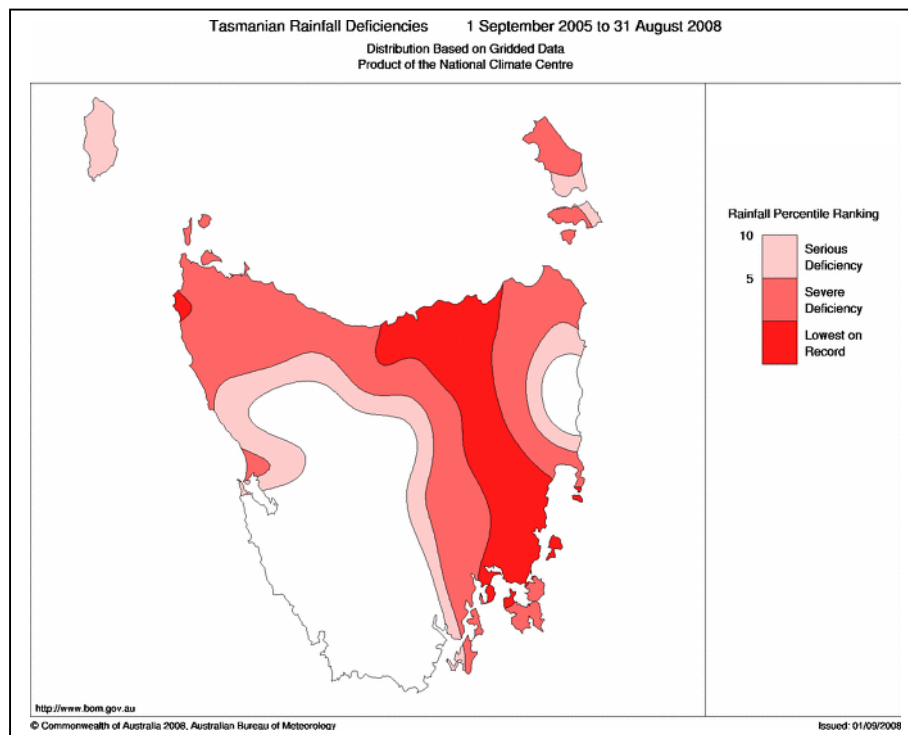 Tasmanian Rainfall Deficiencies 1 September 2005 to 31 August 2008
Distribution Based on Gridded Data
Product of the National Climate Centre
Rainfall Percentile Ranking
10
Serious
Deficiency
5
Severe
Deficiency
Lowest on
Record
http://www.bom.gov.au
© Commonwealth of Australia 2008, Australian Bureau of Meteorology
Issued: 01/09/2008